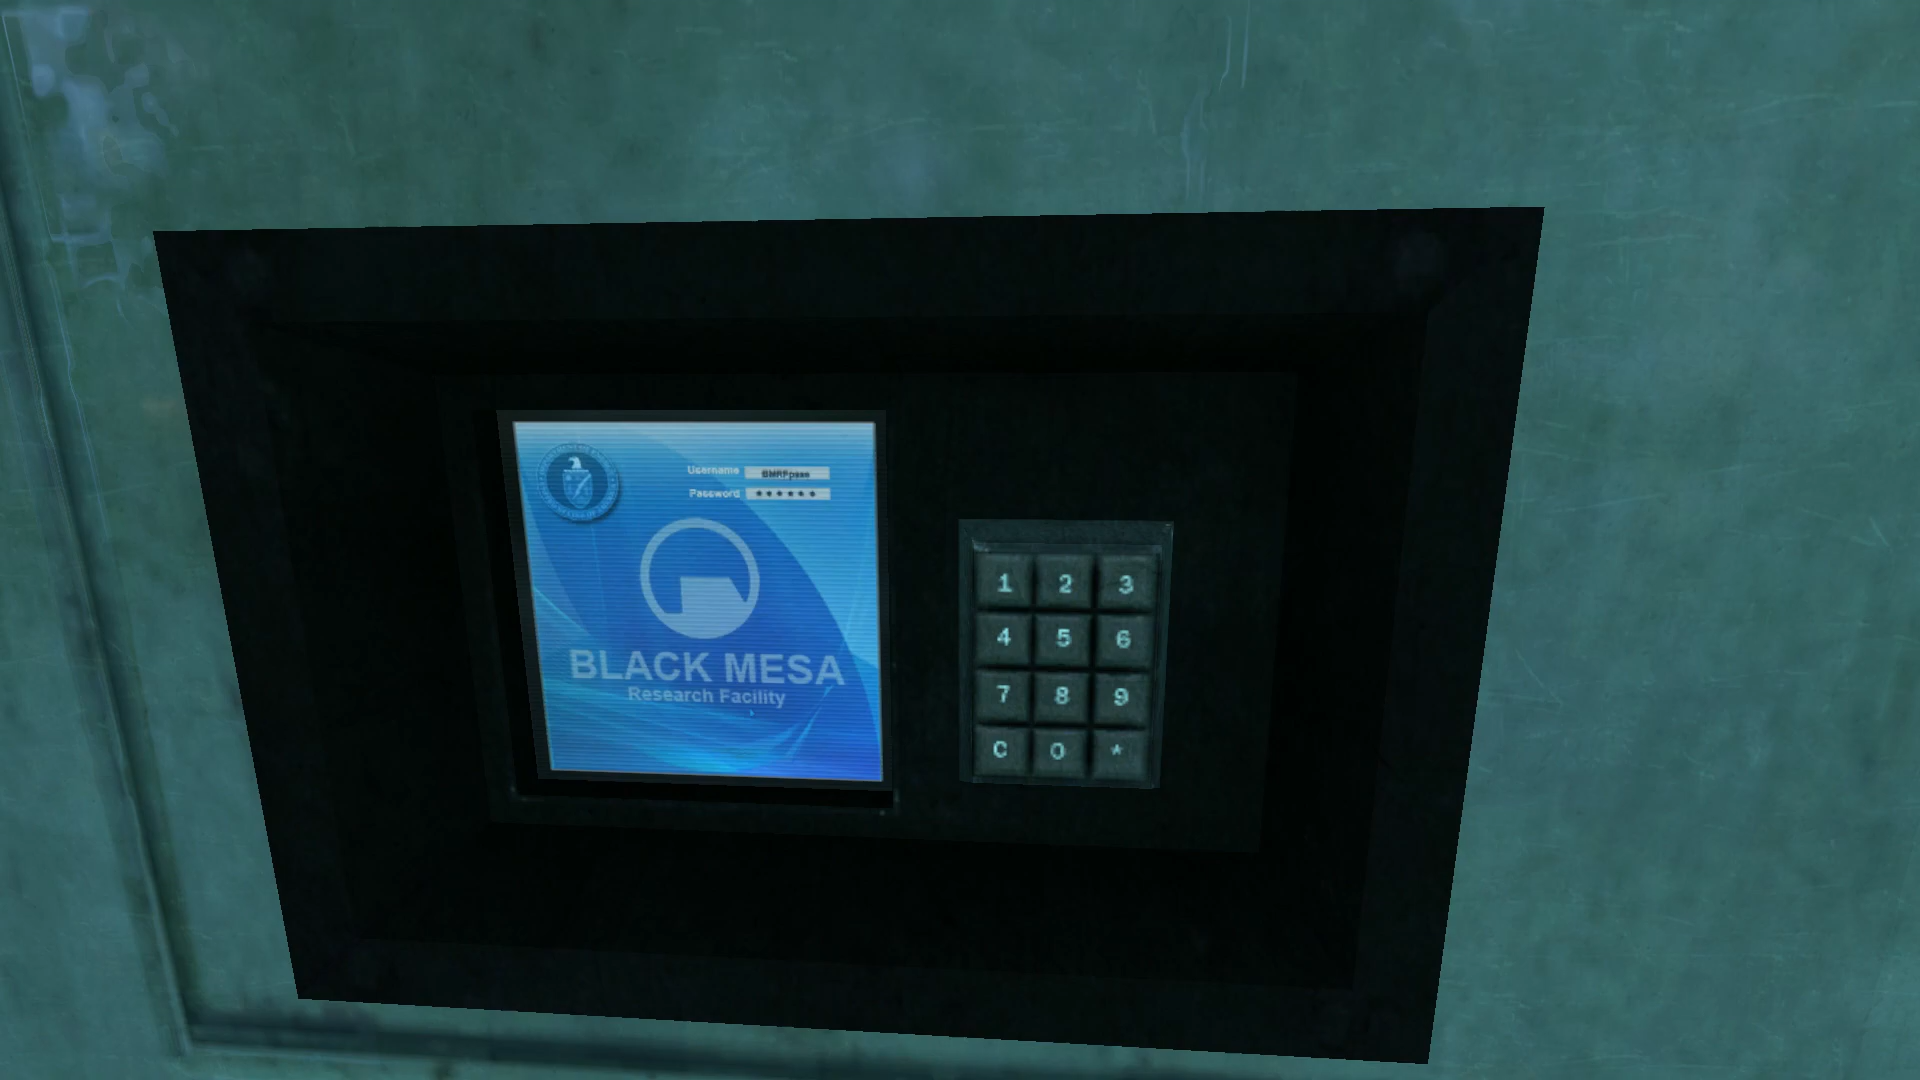 Username BMRFpass
Password ******
BLACK MESA
Research Facility
1 2 3
4 5 6
7 8 9
C 0 *